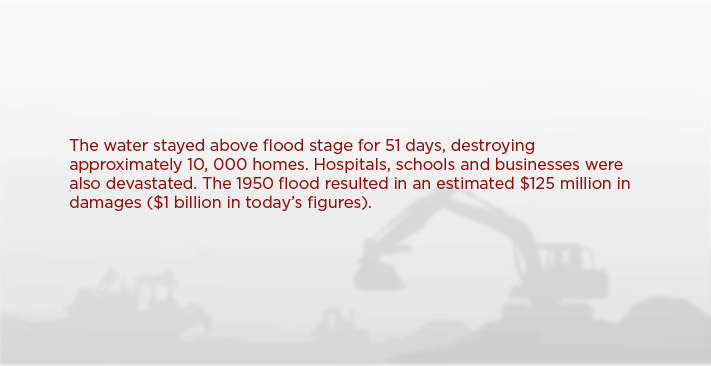 The water stayed above flood stage for 51 days, destroying
approximately 10, 000 homes. Hospitals, schools and businesses were
also devastated. The 1950 flood resulted in an estimated $125 million in
damages ($1 billion in today’s figures).